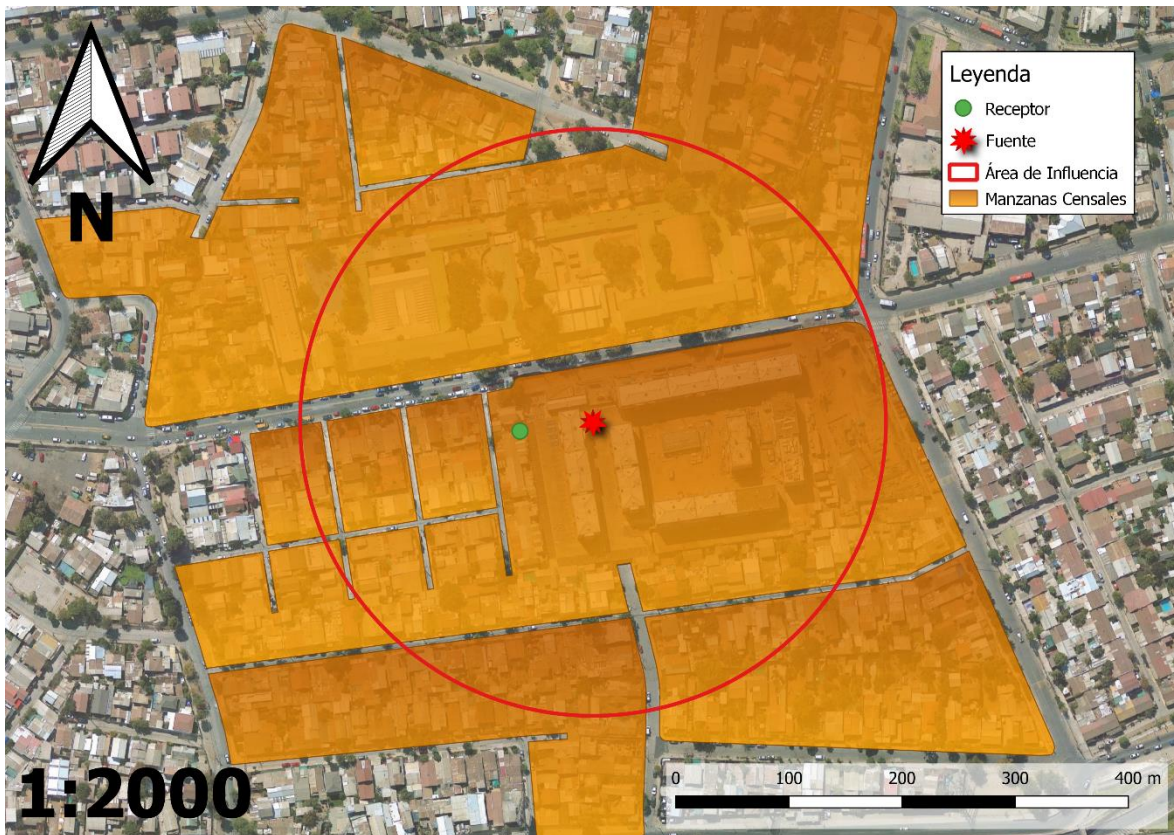 N
Leyenda
Receptor
Fuente
Área de Influencia
Manzanas Censales
1:2000
0 100 200 300 400 m